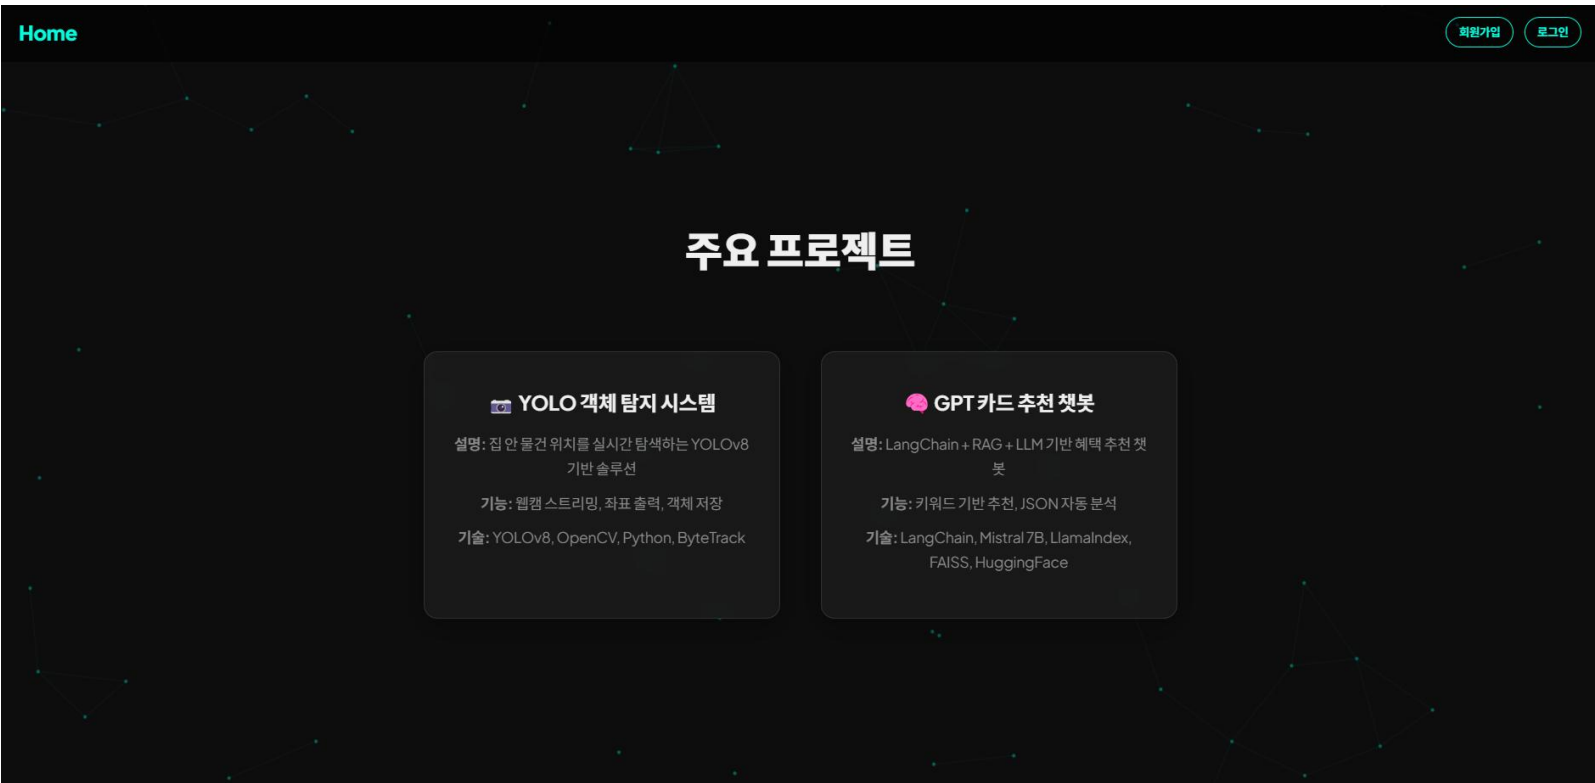 Home
회원가입
로그인
주요 프로젝트
📷 YOLO 객체 탐지 시스템
설명: 집 안 물건 위치를 실시간 탐색하는 YOLOv8
기반 솔루션
기능: 웹캠 스트리밍, 좌표 출력, 객체 저장
기술: YOLOv8, OpenCV, Python, ByteTrack
🧠 GPT 카드 추천 챗봇
설명: LangChain + RAG + LLM 기반 혜택 추천 챗
봇
기능: 키워드 기반 추천, JSON 자동 분석
기술: LangChain, Mistral 7B, LlamaIndex,
FAISS, HuggingFace